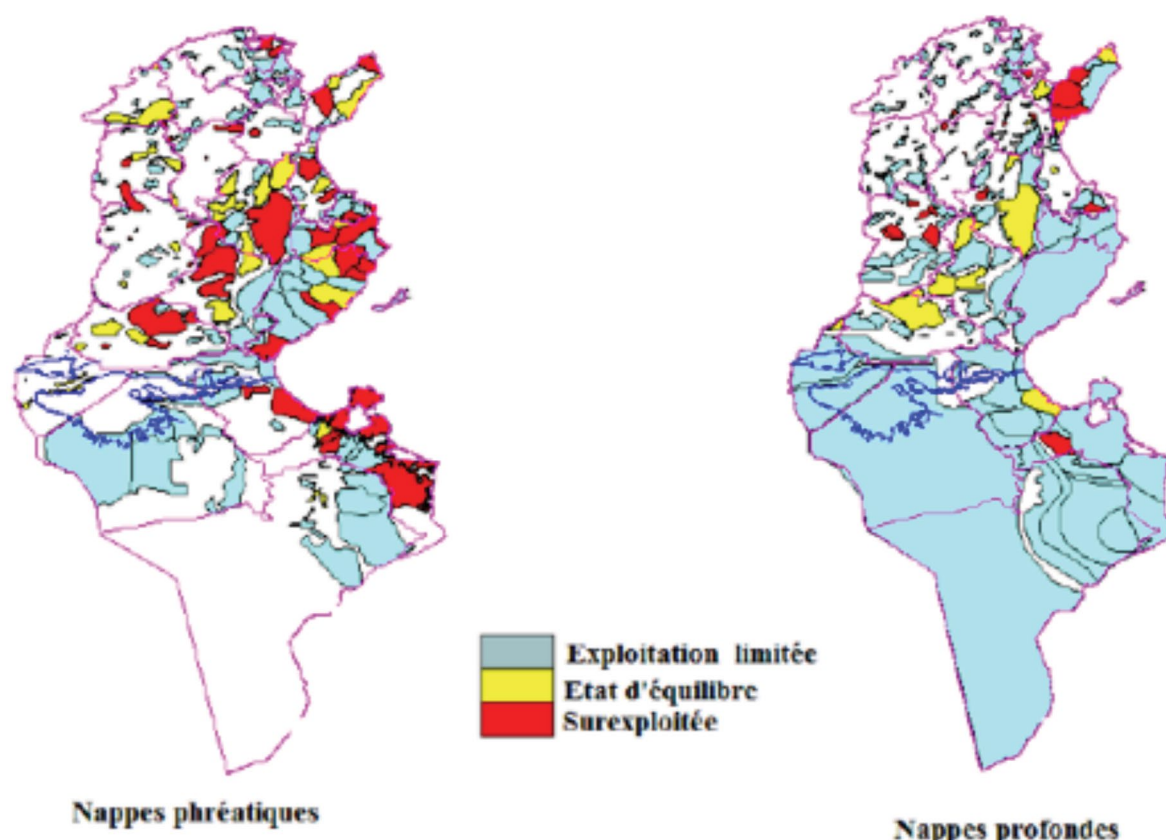 Exploitation limitée
Etat d'équilibre
Surexploitée
Nappes phréatiques
Nappes profondes